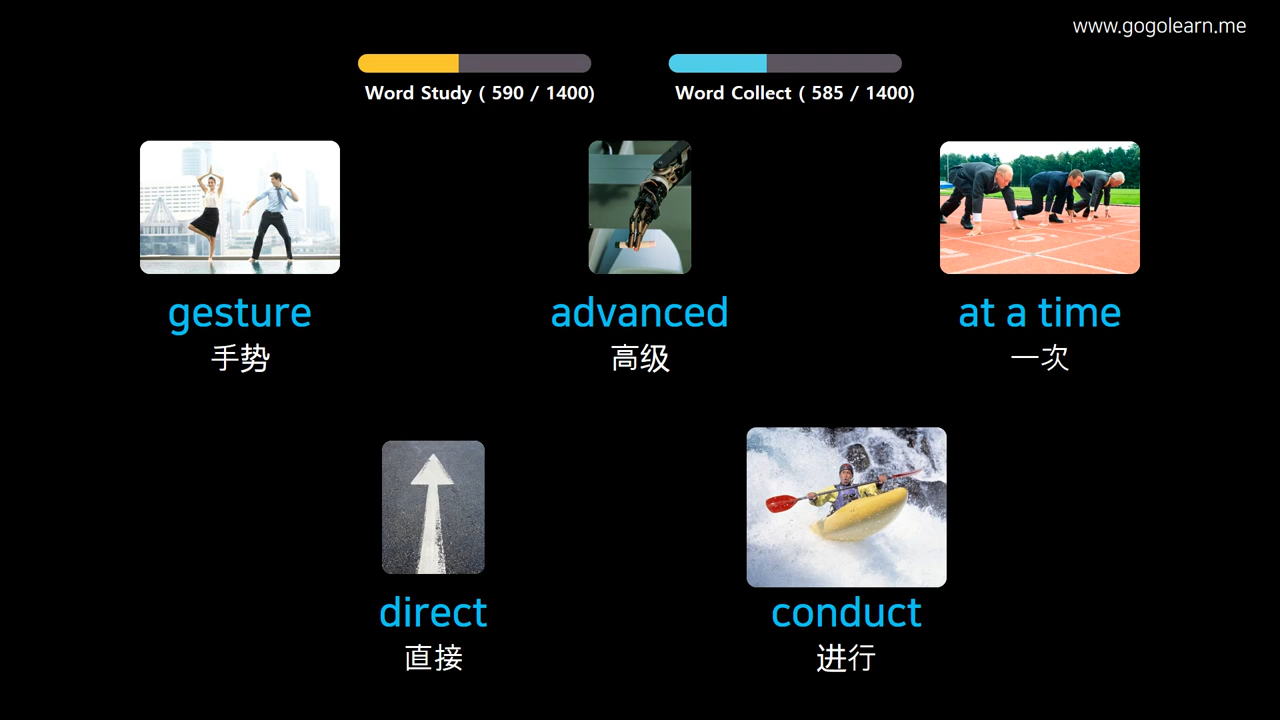 www.gogolearn.me
Word Study ( 590 / 1400)
Word Collect ( 585 / 1400)
gesture
手势
advanced
高级
at a time
一次
direct
直接
conduct
进行